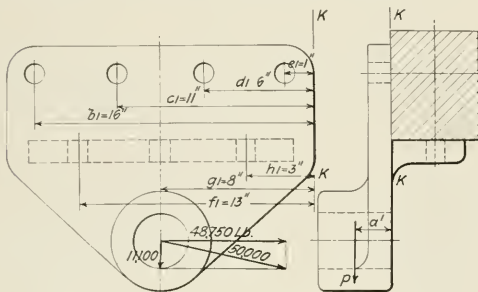 K
K
e1=1"
d1 6"
c1=11"
b1=16"
h1=3"
K
K
g1=8"
f1=13"
48,750 Lb.
11,100
50,000
a'
P